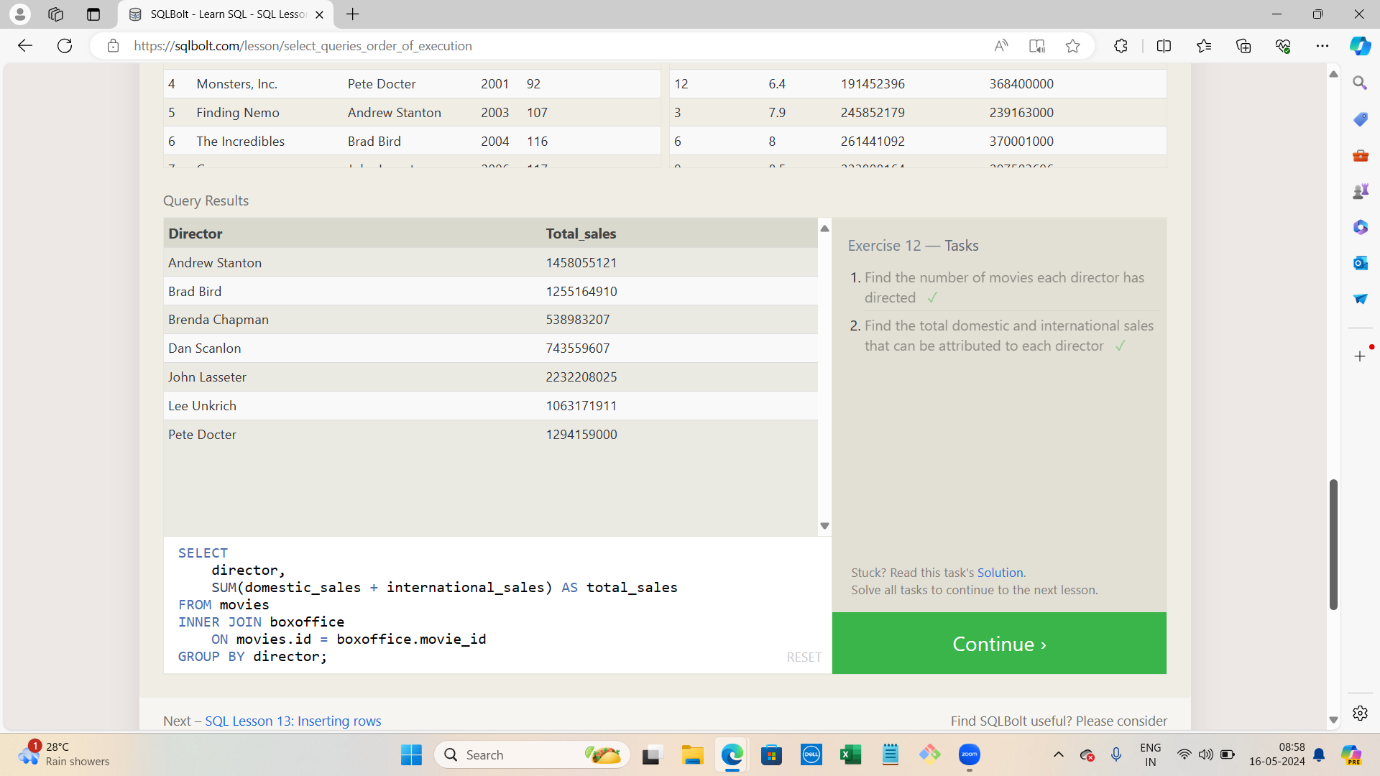 SQLBolt - Learn SQL - SQL Lesso
https://sqlbolt.com/lesson/select_queries_order_of_execution
4 Monsters, Inc. Pete Docter 2001 92 12 6.4 191452396 368400000
5 Finding Nemo Andrew Stanton 2003 107 3 7.9 245852179 239163000
6 The Incredibles Brad Bird 2004 116 6 8 261441092 370001000
Query Results
Director Total_sales
Andrew Stanton 1458055121
Brad Bird 1255164910
Brenda Chapman 538983207
Dan Scanlon 743559607
John Lasseter 2232208025
Lee Unkrich 1063171911
Pete Docter 1294159000
Exercise 12 — Tasks
1. Find the number of movies each director has
directed ✓
2. Find the total domestic and international sales
that can be attributed to each director ✓
Stuck? Read this task's Solution.
Solve all tasks to continue to the next lesson.
Continue ›
SELECT
director,
SUM(domestic_sales + international_sales) AS total_sales
FROM movies
INNER JOIN boxoffice
ON movies.id = boxoffice.movie_id
GROUP BY director;
RESET
Next – SQL Lesson 13: Inserting rows
Find SQLBolt useful? Please consider
1
28°C
Rain showers
Search
DELL
zoom
ENG
IN
08:58
16-05-2024
PRE